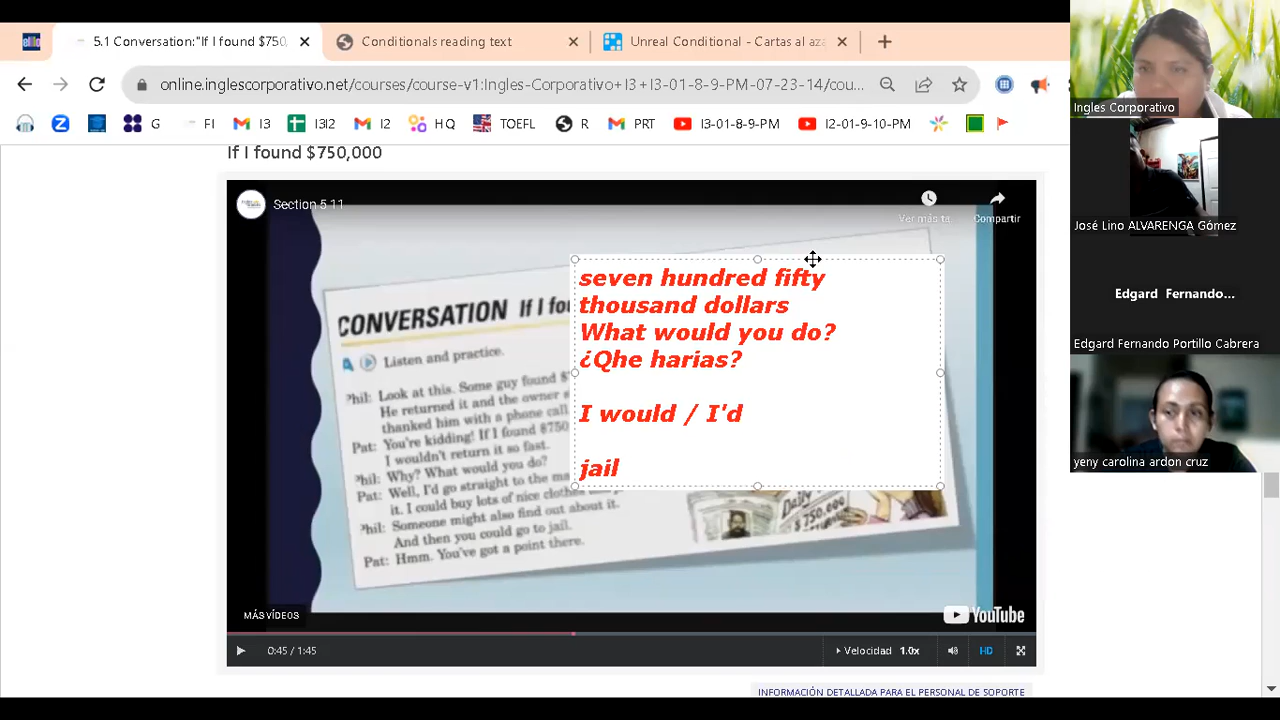 5.1 Conversation:"If I found $750,
Conditionals reading text
Unreal Conditional - Cartas al aza
online.inglescorporativo.net/courses/course-v1:Ingles-Corporativo+I3+I3-01-8-9-PM-07-23-14/cou...
G
FI
I3
I3I2
I2
HQ
TOEFL
R
PRT
I3-01-8-9-PM
I2-01-9-10-PM
If I found $750,000
Section 5 11
Ver más ta
Compartir
CONVERSATION If I fo
A Listen and practice.
Phil: Look at this. Some guy found $
He returned it and the owner
thanked him with a phone call.
Pat: You're kidding! If I found $750
I wouldn't return it so fast.
Phil: Why? What would you do?
Pat: Well, I'd go straight to the ma
it. I could buy lots of nice clothes
Phil: Someone might also find out about it.
And then you could go to jail.
Pat: Hmm. You've got a point there.
seven hundred fifty
thousand dollars
What would you do?
¿Qhe harias?
I would / I'd
jail
Daily
$750,000
MÁS VÍDEOS
YouTube
0:45 / 1:45
Velocidad 1.0x
HD
INFORMACIÓN DETALLADA PARA EL PERSONAL DE SOPORTE
Ingles Corporativo
José Lino ALVARENGA Gómez
Edgard Fernando...
Edgard Fernando Portillo Cabrera
yeny carolina ardon cruz